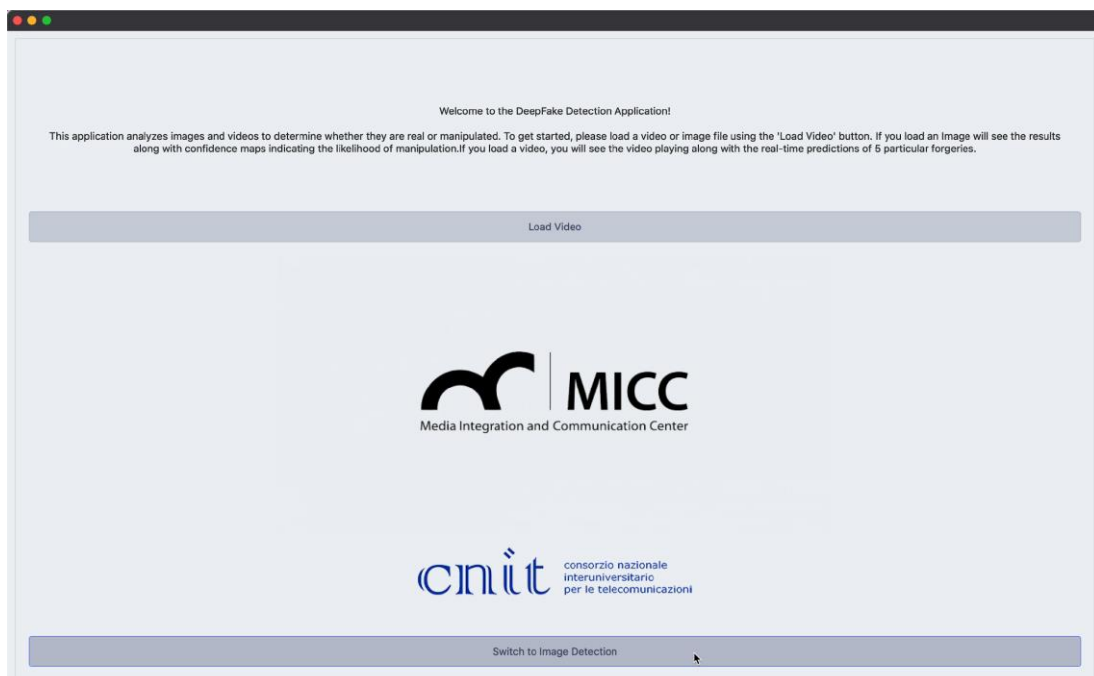 Welcome to the DeepFake Detection Application!
This application analyzes images and videos to determine whether they are real or manipulated. To get started, please load a video or image file using the 'Load Video' button. If you load an Image will see the results
along with confidence maps indicating the likelihood of manipulation.If you load a video, you will see the video playing along with the real-time predictions of 5 particular forgeries.
Load Video
MICC
Media Integration and Communication Center
cnit
consorzio nazionale
interuniversitario
per le telecomunicazioni
Switch to Image Detection